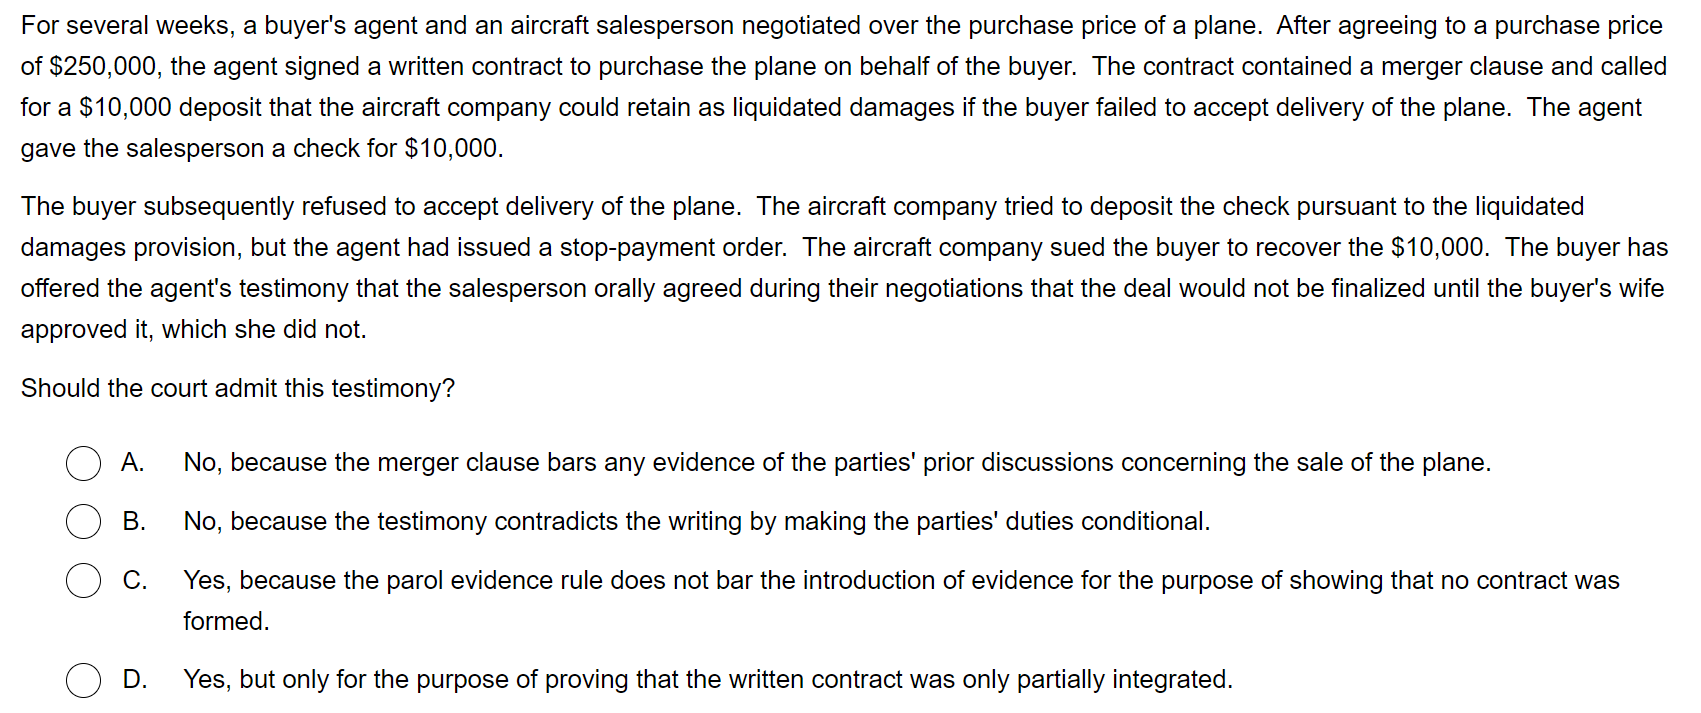 For several weeks, a buyer's agent and an aircraft salesperson negotiated over the purchase price of a plane.  After agreeing to a purchase price
of $250,000, the agent signed a written contract to purchase the plane on behalf of the buyer.  The contract contained a merger clause and called
for a $10,000 deposit that the aircraft company could retain as liquidated damages if the buyer failed to accept delivery of the plane.  The agent
gave the salesperson a check for $10,000.
The buyer subsequently refused to accept delivery of the plane.  The aircraft company tried to deposit the check pursuant to the liquidated
damages provision, but the agent had issued a stop-payment order.  The aircraft company sued the buyer to recover the $10,000.  The buyer has
offered the agent's testimony that the salesperson orally agreed during their negotiations that the deal would not be finalized until the buyer's wife
approved it, which she did not.
Should the court admit this testimony?
A. No, because the merger clause bars any evidence of the parties' prior discussions concerning the sale of the plane.
B. No, because the testimony contradicts the writing by making the parties' duties conditional.
C. Yes, because the parol evidence rule does not bar the introduction of evidence for the purpose of showing that no contract was
formed.
D. Yes, but only for the purpose of proving that the written contract was only partially integrated.